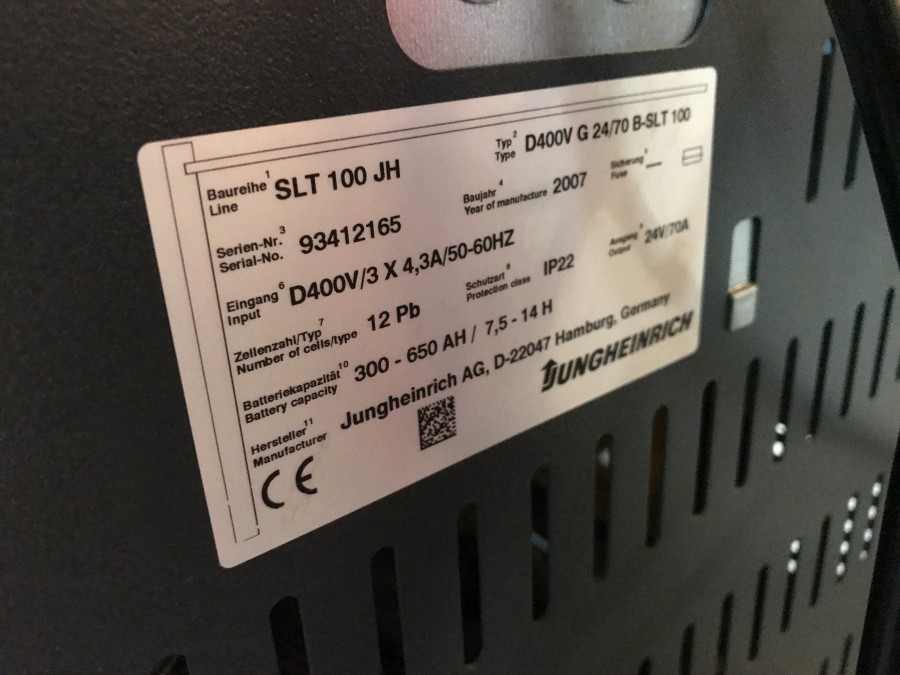 Baureihe¹ SLT 100 JH
Line
Typ² D400V G 24/70 B-SLT 100
Type
Serien-Nr.³ 93412165
Serial-No.
Baujahr⁴ 2007
Year of manufacture
Sicherung⁵ —
Fuse
Eingang⁶ D400V/3 X 4,3A/50-60HZ
Input
Zellenzahl/Typ⁷ 12 Pb
Number of cells/type
Schutzart⁸ IP22
Protection class
Ausgang⁹ 24V/70A
Output
Batteriekapazität¹⁰ 300 - 650 AH / 7,5 - 14 H
Battery capacity
Hersteller¹¹ Jungheinrich AG, D-22047 Hamburg, Germany
Manufacturer
CE
JUNGHEINRICH